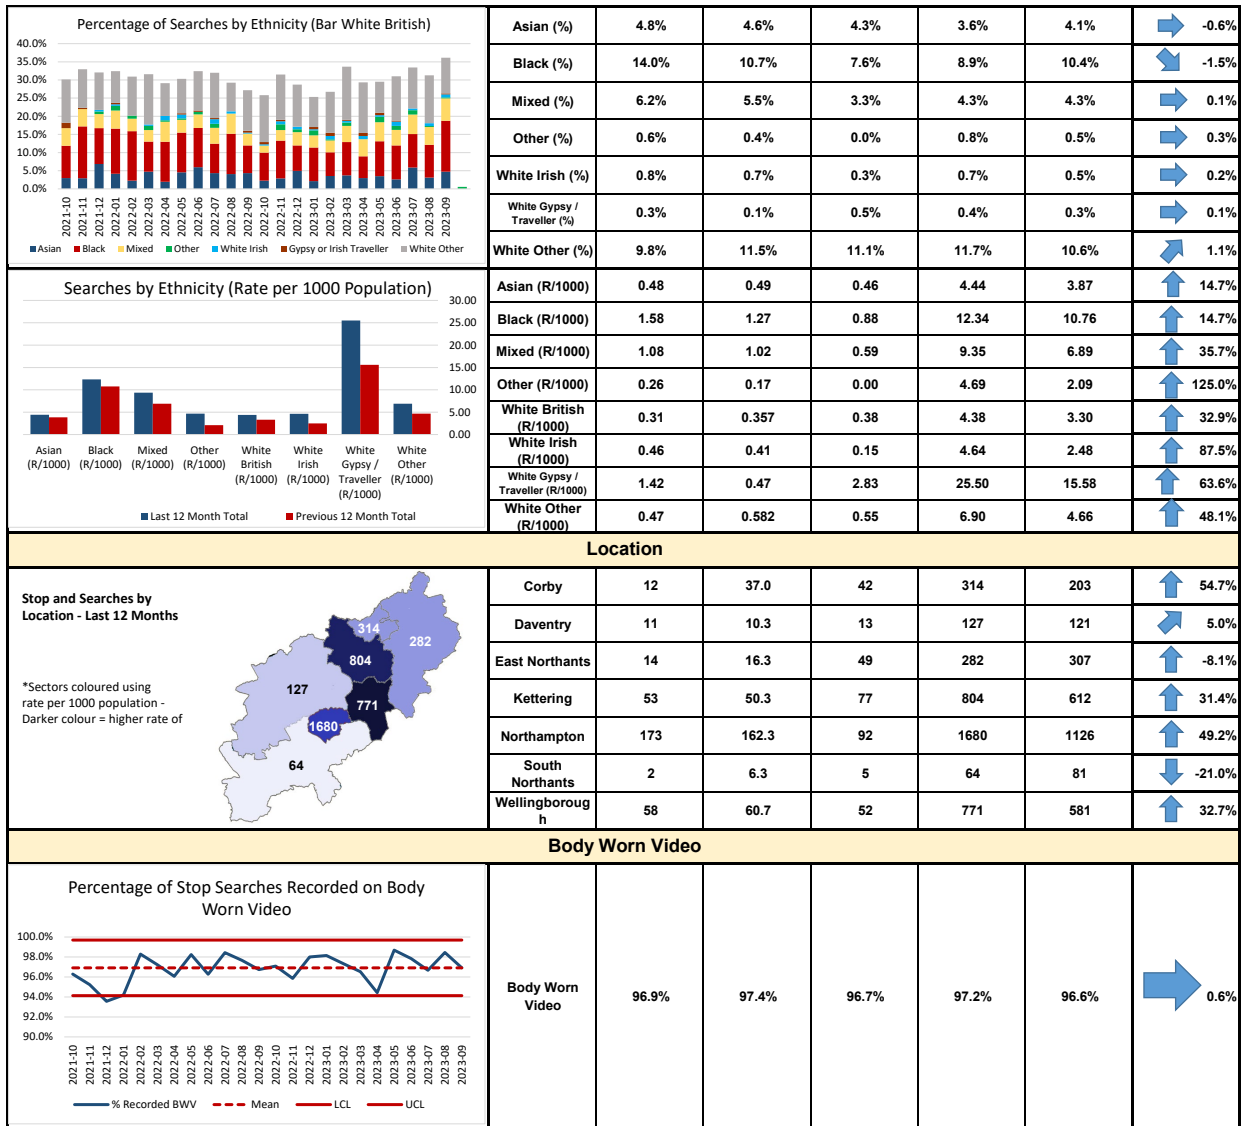 Percentage of Searches by Ethnicity (Bar White British)
40.0%
35.0%
30.0%
25.0%
20.0%
15.0%
10.0%
5.0%
0.0%
2021-10
2021-11
2021-12
2022-01
2022-02
2022-03
2022-04
2022-05
2022-06
2022-07
2022-08
2022-09
2022-10
2022-11
2022-12
2023-01
2023-02
2023-03
2023-04
2023-05
2023-06
2023-07
2023-08
2023-09
Asian Black Mixed Other White Irish Gypsy or Irish Traveller White Other
Asian (%) 4.8% 4.6% 4.3% 3.6% 4.1% -0.6%
Black (%) 14.0% 10.7% 7.6% 8.9% 10.4% -1.5%
Mixed (%) 6.2% 5.5% 3.3% 4.3% 4.3% 0.1%
Other (%) 0.6% 0.4% 0.0% 0.8% 0.5% 0.3%
White Irish (%) 0.8% 0.7% 0.3% 0.7% 0.5% 0.2%
White Gypsy /
Traveller (%) 0.3% 0.1% 0.5% 0.4% 0.3% 0.1%
White Other (%) 9.8% 11.5% 11.1% 11.7% 10.6% 1.1%
Searches by Ethnicity (Rate per 1000 Population)
30.00
25.00
20.00
15.00
10.00
5.00
0.00
Asian
(R/1000)
Black
(R/1000)
Mixed
(R/1000)
Other
(R/1000)
White
British
(R/1000)
White
Irish
(R/1000)
White
Gypsy /
Traveller
(R/1000)
White
Other
(R/1000)
Last 12 Month Total Previous 12 Month Total
Asian (R/1000) 0.48 0.49 0.46 4.44 3.87 14.7%
Black (R/1000) 1.58 1.27 0.88 12.34 10.76 14.7%
Mixed (R/1000) 1.08 1.02 0.59 9.35 6.89 35.7%
Other (R/1000) 0.26 0.17 0.00 4.69 2.09 125.0%
White British
(R/1000) 0.31 0.357 0.38 4.38 3.30 32.9%
White Irish
(R/1000) 0.46 0.41 0.15 4.64 2.48 87.5%
White Gypsy /
Traveller (R/1000) 1.42 0.47 2.83 25.50 15.58 63.6%
White Other
(R/1000) 0.47 0.582 0.55 6.90 4.66 48.1%
Location
Stop and Searches by
Location - Last 12 Months
*Sectors coloured using
rate per 1000 population -
Darker colour = higher rate of
314
282
804
127
771
1680
64
Corby 12 37.0 42 314 203 54.7%
Daventry 11 10.3 13 127 121 5.0%
East Northants 14 16.3 49 282 307 -8.1%
Kettering 53 50.3 77 804 612 31.4%
Northampton 173 162.3 92 1680 1126 49.2%
South
Northants 2 6.3 5 64 81 -21.0%
Wellingboroug
h 58 60.7 52 771 581 32.7%
Body Worn Video
Percentage of Stop Searches Recorded on Body
Worn Video
100.0%
98.0%
96.0%
94.0%
92.0%
90.0%
2021-10
2021-11
2021-12
2022-01
2022-02
2022-03
2022-04
2022-05
2022-06
2022-07
2022-08
2022-09
2022-10
2022-11
2022-12
2023-01
2023-02
2023-03
2023-04
2023-05
2023-06
2023-07
2023-08
2023-09
% Recorded BWV Mean LCL UCL
Body Worn
Video 96.9% 97.4% 96.7% 97.2% 96.6% 0.6%